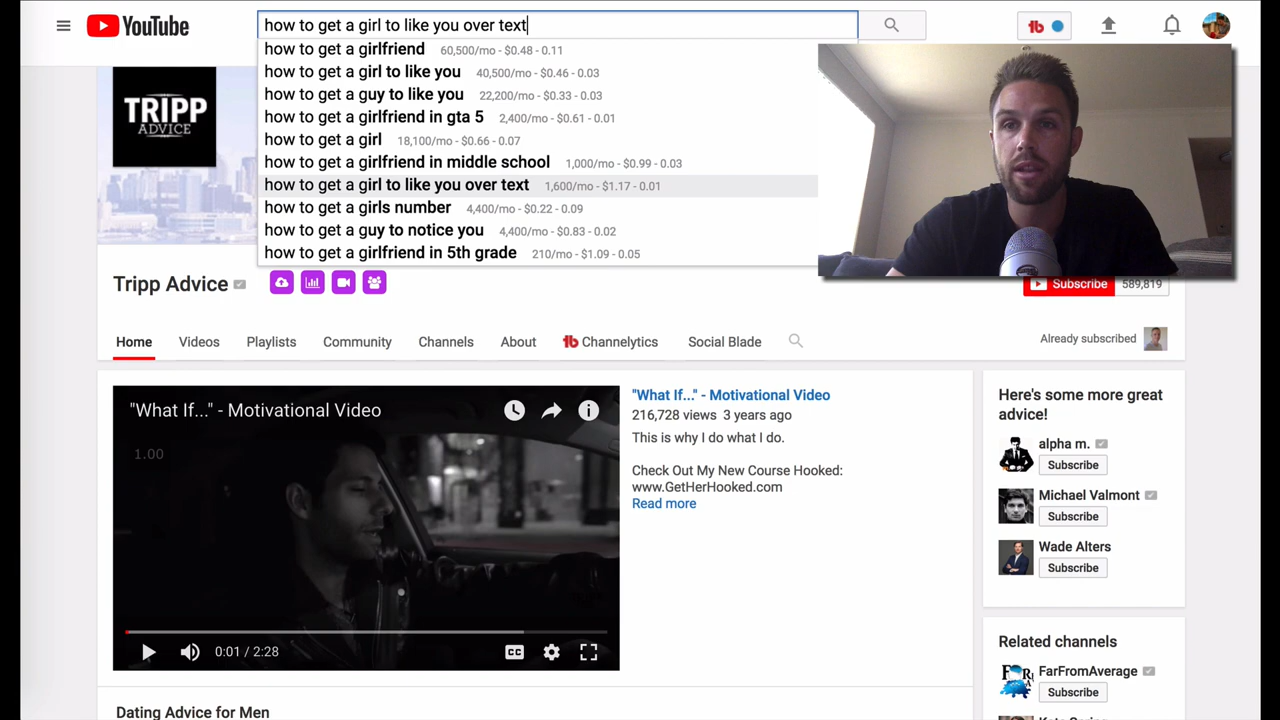 YouTube
how to get a girl to like you over text
how to get a girlfriend 60,500/mo - $0.48 - 0.11
how to get a girl to like you 40,500/mo - $0.46 - 0.03
how to get a guy to like you 22,200/mo - $0.33 - 0.03
how to get a girlfriend in gta 5 2,400/mo - $0.61 - 0.01
how to get a girl 18,100/mo - $0.66 - 0.07
how to get a girlfriend in middle school 1,000/mo - $0.99 - 0.03
how to get a girl to like you over text 1,600/mo - $1.17 - 0.01
how to get a girls number 4,400/mo - $0.22 - 0.09
how to get a guy to notice you 4,400/mo - $0.83 - 0.02
how to get a girlfriend in 5th grade 210/mo - $1.09 - 0.05
tb
TRIPP
ADVICE
Tripp Advice
Subscribe 589,819
Home Videos Playlists Community Channels About tb Channelytics Social Blade
Already subscribed
"What If..." - Motivational Video
1.00
CC
0:01 / 2:28
"What If..." - Motivational Video
216,728 views 3 years ago
This is why I do what I do.
Check Out My New Course Hooked:
www.GetHerHooked.com
Read more
Here's some more great
advice!
alpha m.
Subscribe
Michael Valmont
Subscribe
Wade Alters
Subscribe
Related channels
FarFromAverage
Subscribe
Dating Advice for Men